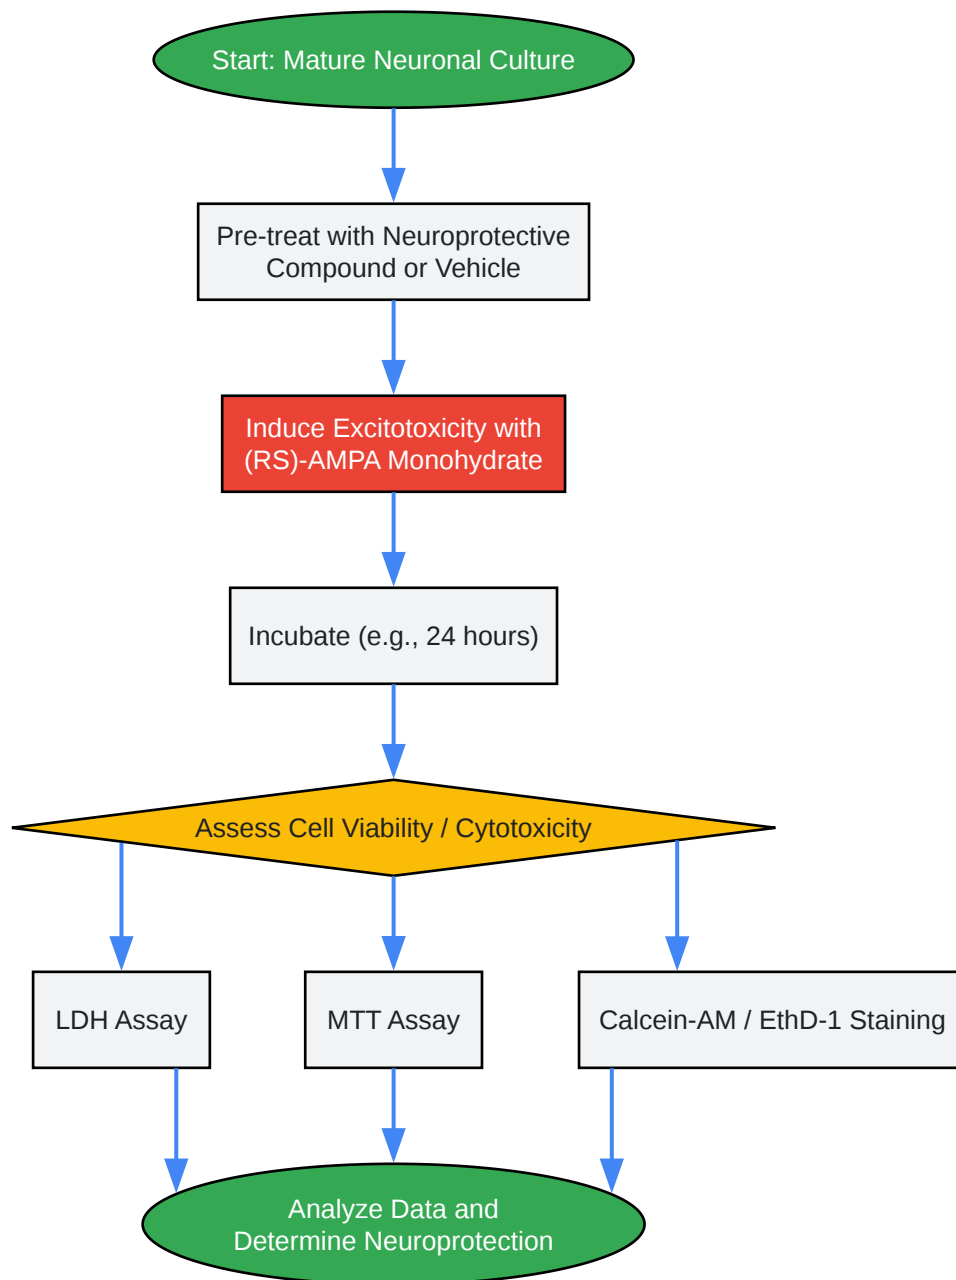 Start: Mature Neuronal Culture
Pre-treat with Neuroprotective
Compound or Vehicle
Induce Excitotoxicity with
(RS)-AMPA Monohydrate
Incubate (e.g., 24 hours)
Assess Cell Viability / Cytotoxicity
LDH Assay
MTT Assay
Calcein-AM / EthD-1 Staining
Analyze Data and
Determine Neuroprotection